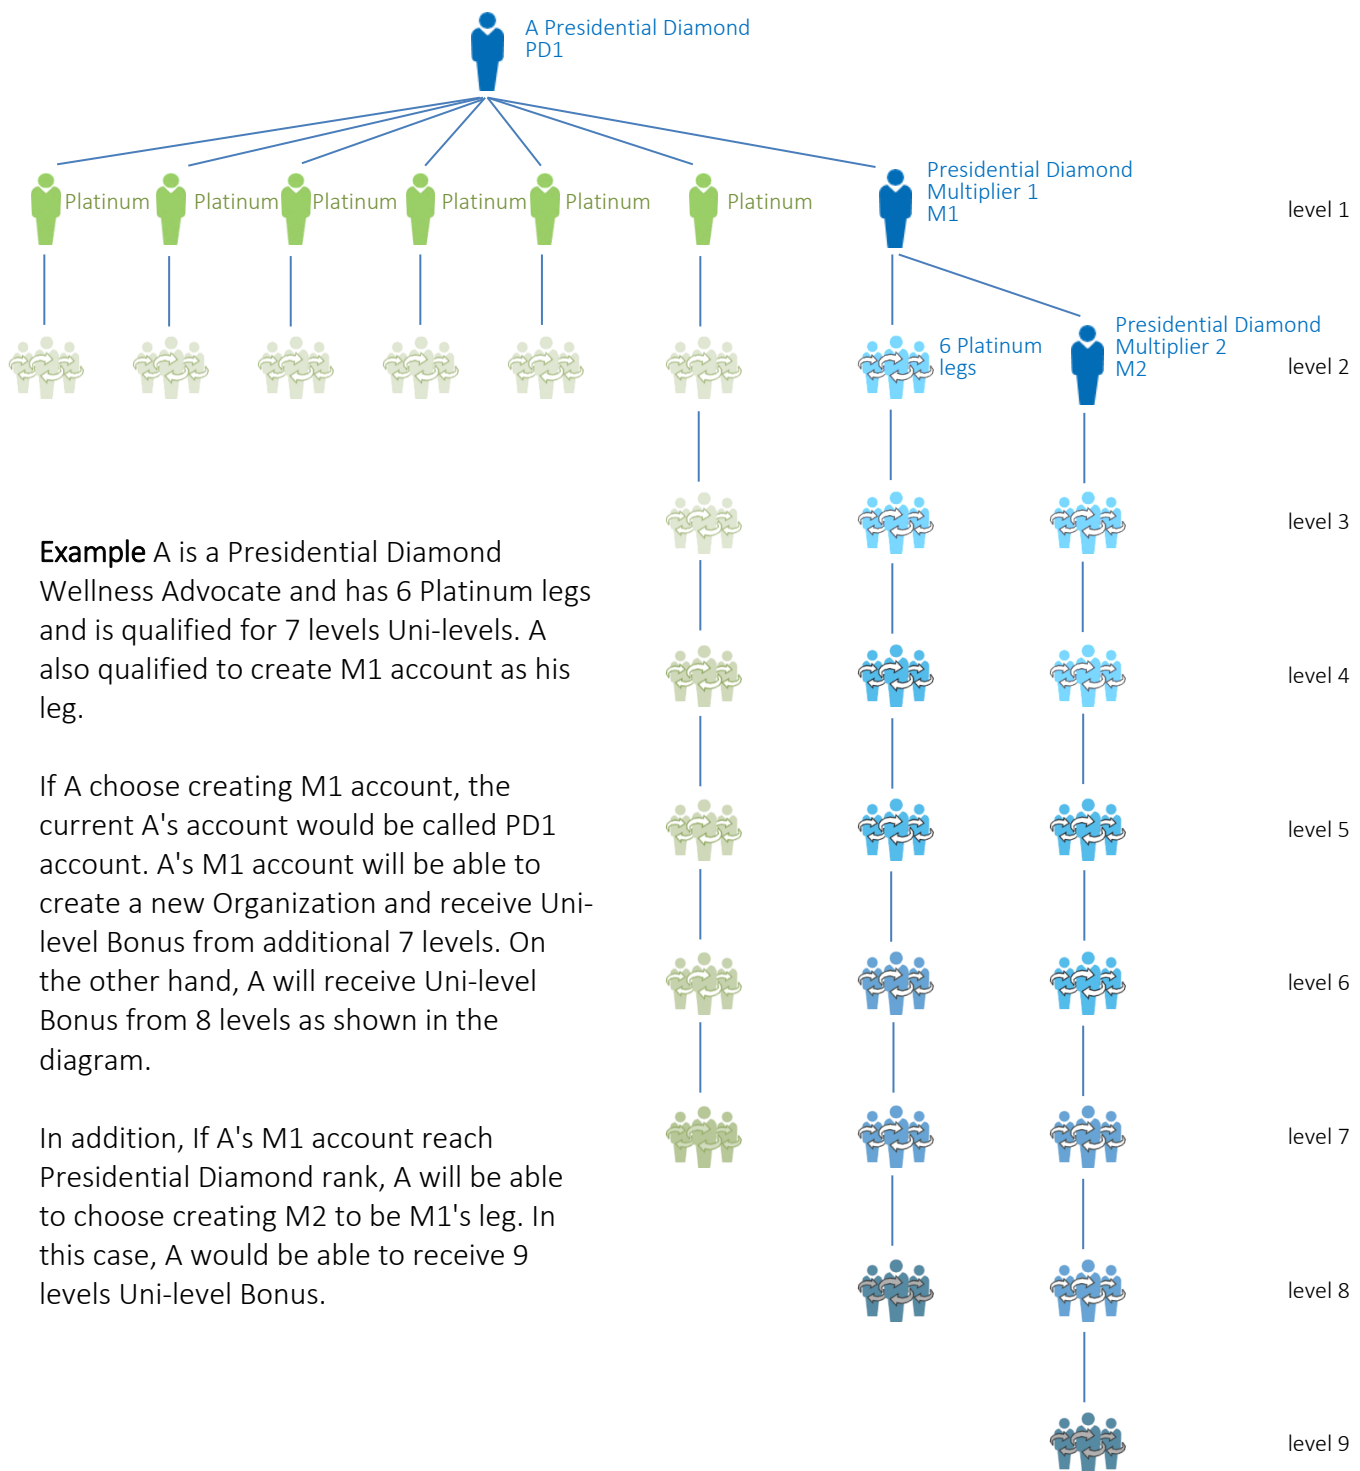 A Presidential Diamond
PD1
Platinum Platinum Platinum Platinum Platinum Platinum
Presidential Diamond
Multiplier 1
M1
level 1
6 Platinum
legs
Presidential Diamond
Multiplier 2
M2
level 2
level 3
level 4
level 5
level 6
level 7
level 8
level 9
Example A is a Presidential Diamond
Wellness Advocate and has 6 Platinum legs
and is qualified for 7 levels Uni-levels. A
also qualified to create M1 account as his
leg.
If A choose creating M1 account, the
current A's account would be called PD1
account. A's M1 account will be able to
create a new Organization and receive Uni-
level Bonus from additional 7 levels. On
the other hand, A will receive Uni-level
Bonus from 8 levels as shown in the
diagram.
In addition, If A's M1 account reach
Presidential Diamond rank, A will be able
to choose creating M2 to be M1's leg. In
this case, A would be able to receive 9
levels Uni-level Bonus.